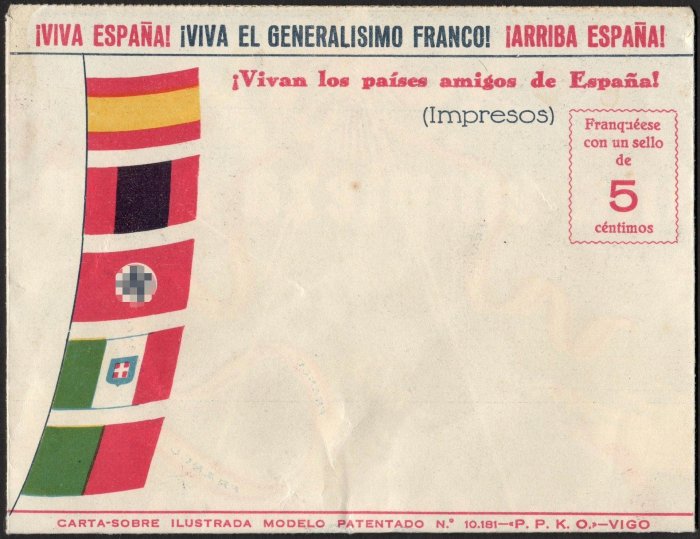 ¡VIVA ESPAÑA! ¡VIVA EL GENERALISIMO FRANCO! ¡ARRIBA ESPAÑA!
¡Vivan los países amigos de España!
(Impresos)
Franquéese
con un sello
de
5
céntimos
CARTA-SOBRE ILUSTRADA MODELO PATENTADO N.º 10.181—«P. P. K. O.»—VIGO